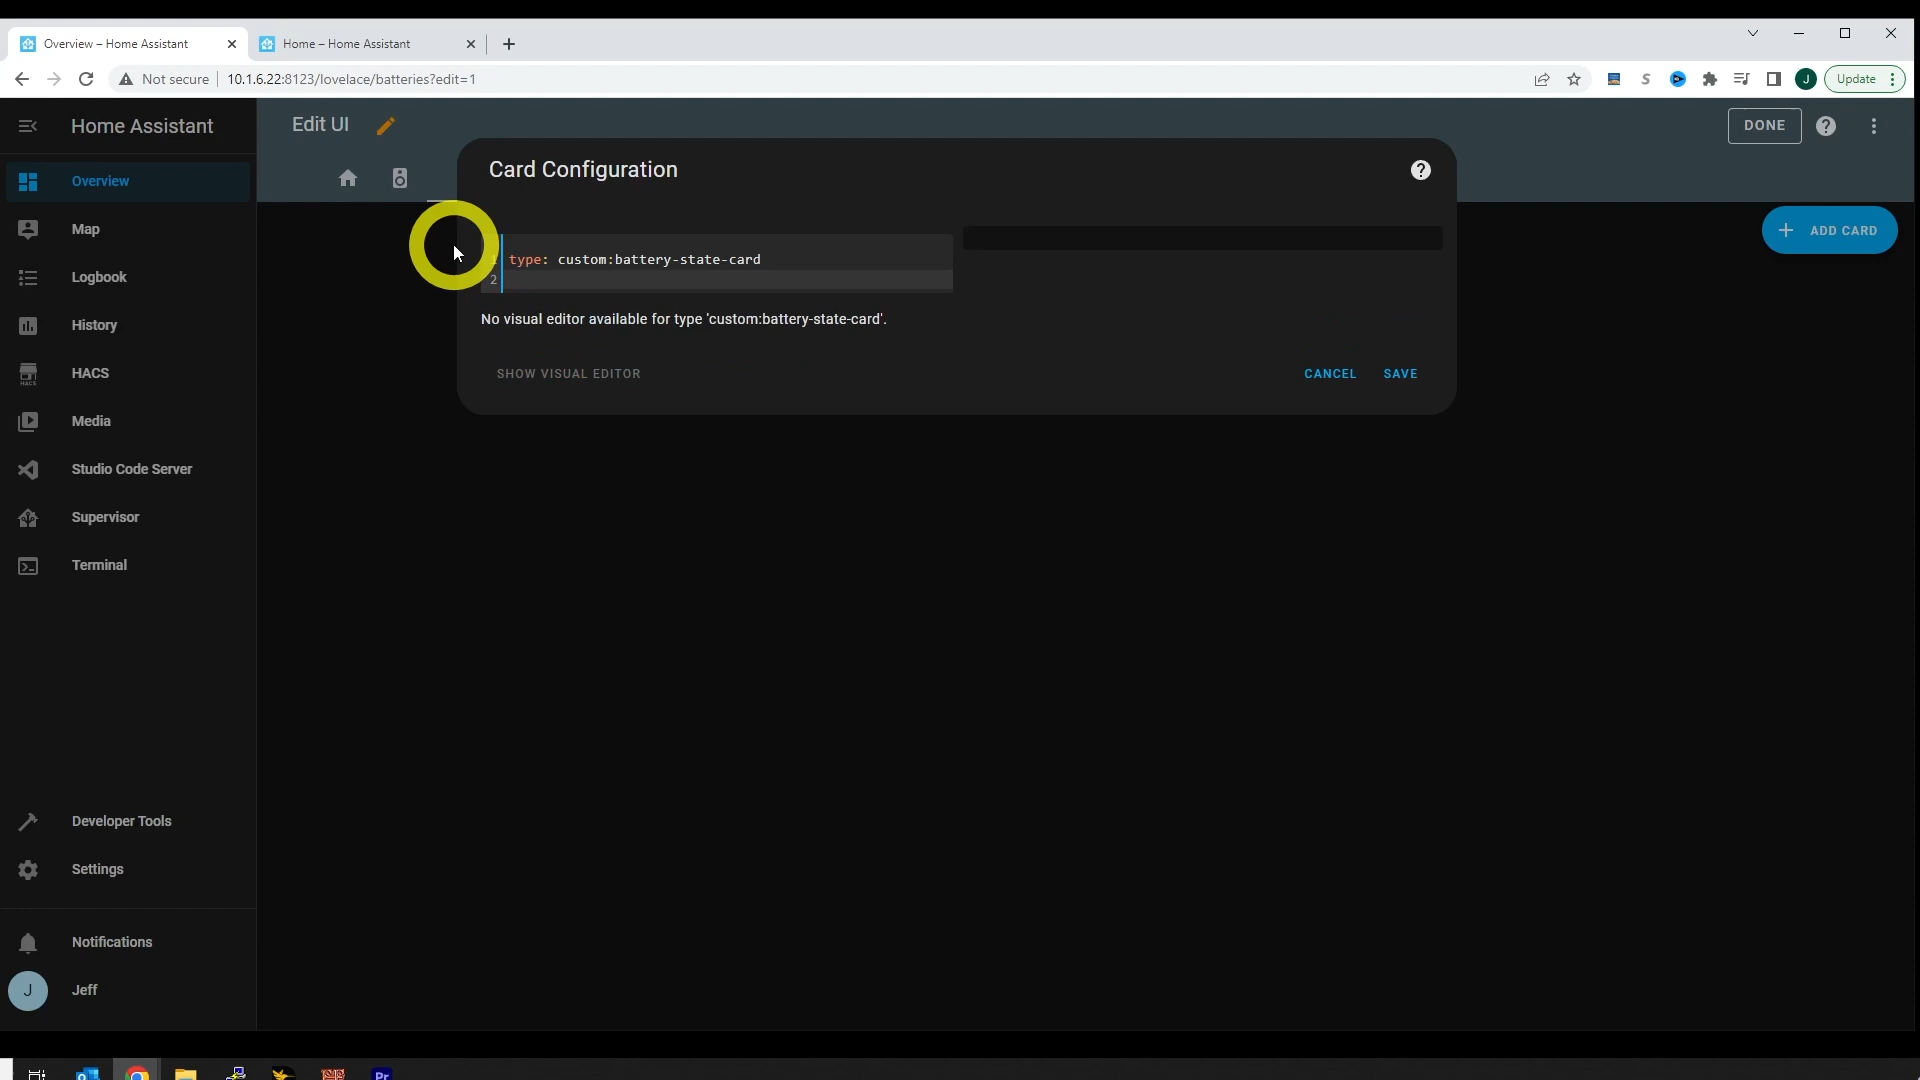 Overview – Home Assistant
Home – Home Assistant
Not secure
10.1.6.22:8123/lovelace/batteries?edit=1
S
J
Update
Home Assistant
Edit UI
DONE
Card Configuration
Overview
Map
ADD CARD
1 type: custom:battery-state-card
2
Logbook
No visual editor available for type 'custom:battery-state-card'.
History
HACS
HACS
SHOW VISUAL EDITOR
CANCEL
SAVE
Media
Studio Code Server
Supervisor
Terminal
Developer Tools
Settings
Notifications
J
Jeff
Pr